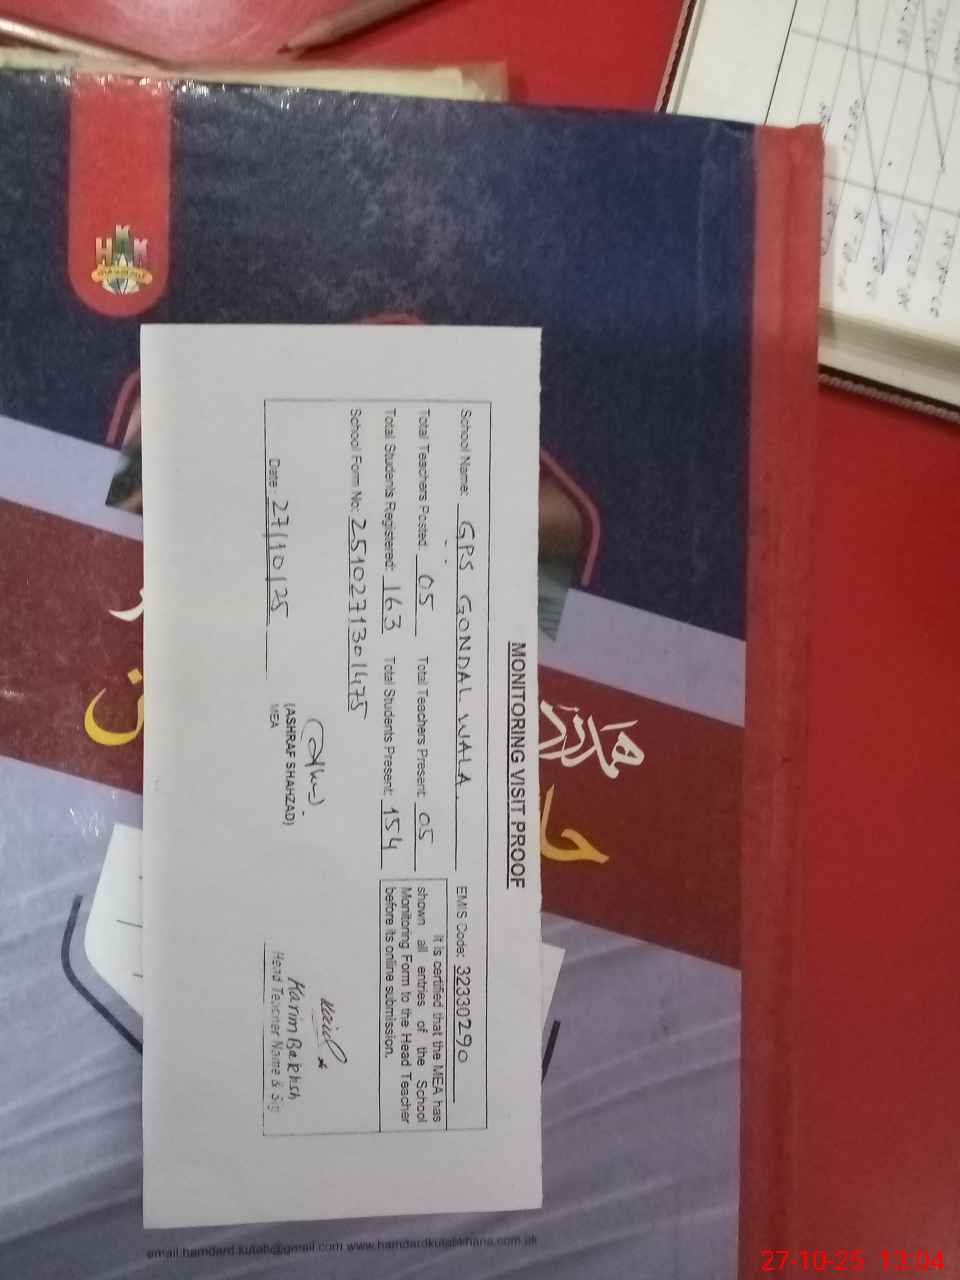 MONITORING VISIT PROOF
School Name: GPS GONDAL WALA. EMIS Code: 32330290
Total Teachers Posted 05 Total Teachers Present: 05
Total Students Registered: 163 Total Students Present: 154
School Form No: 2510271301475
It is certified that the MEA has
shown all entries of the School
Monitoring Form to the Head Teacher
before its online submission.
Date: 27/10/25
(ASHRAF SHAHZAD)
MEA
Karim Bakhsh
Head Teacher Name & Sig
ہمدرد
email.hamdard.kutab@gmail.com www.hamdardkutabkhana.com.pk
27-10-25 13:04